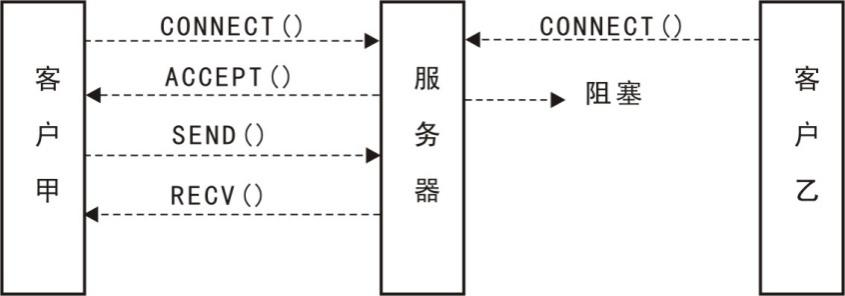 CONNECT()
CONNECT()
客户甲
ACCEPT()
服务器
阻塞
客户乙
SEND()
RECV()